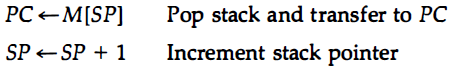 PC ← M[SP] Pop stack and transfer to PC
SP ← SP + 1 Increment stack pointer